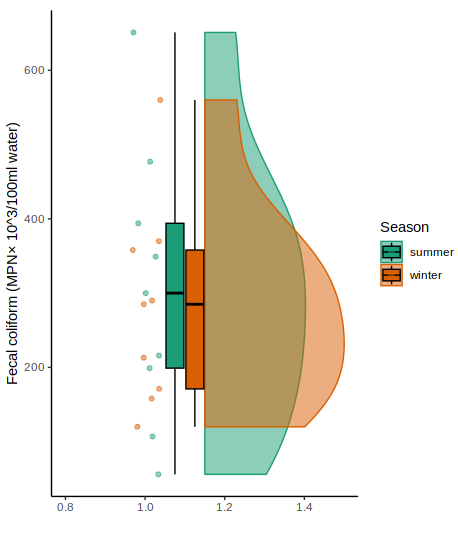 Fecal coliform (MPN× 10^3/100ml water)
600
400
200
0.8 1.0 1.2 1.4
Season
summer
winter